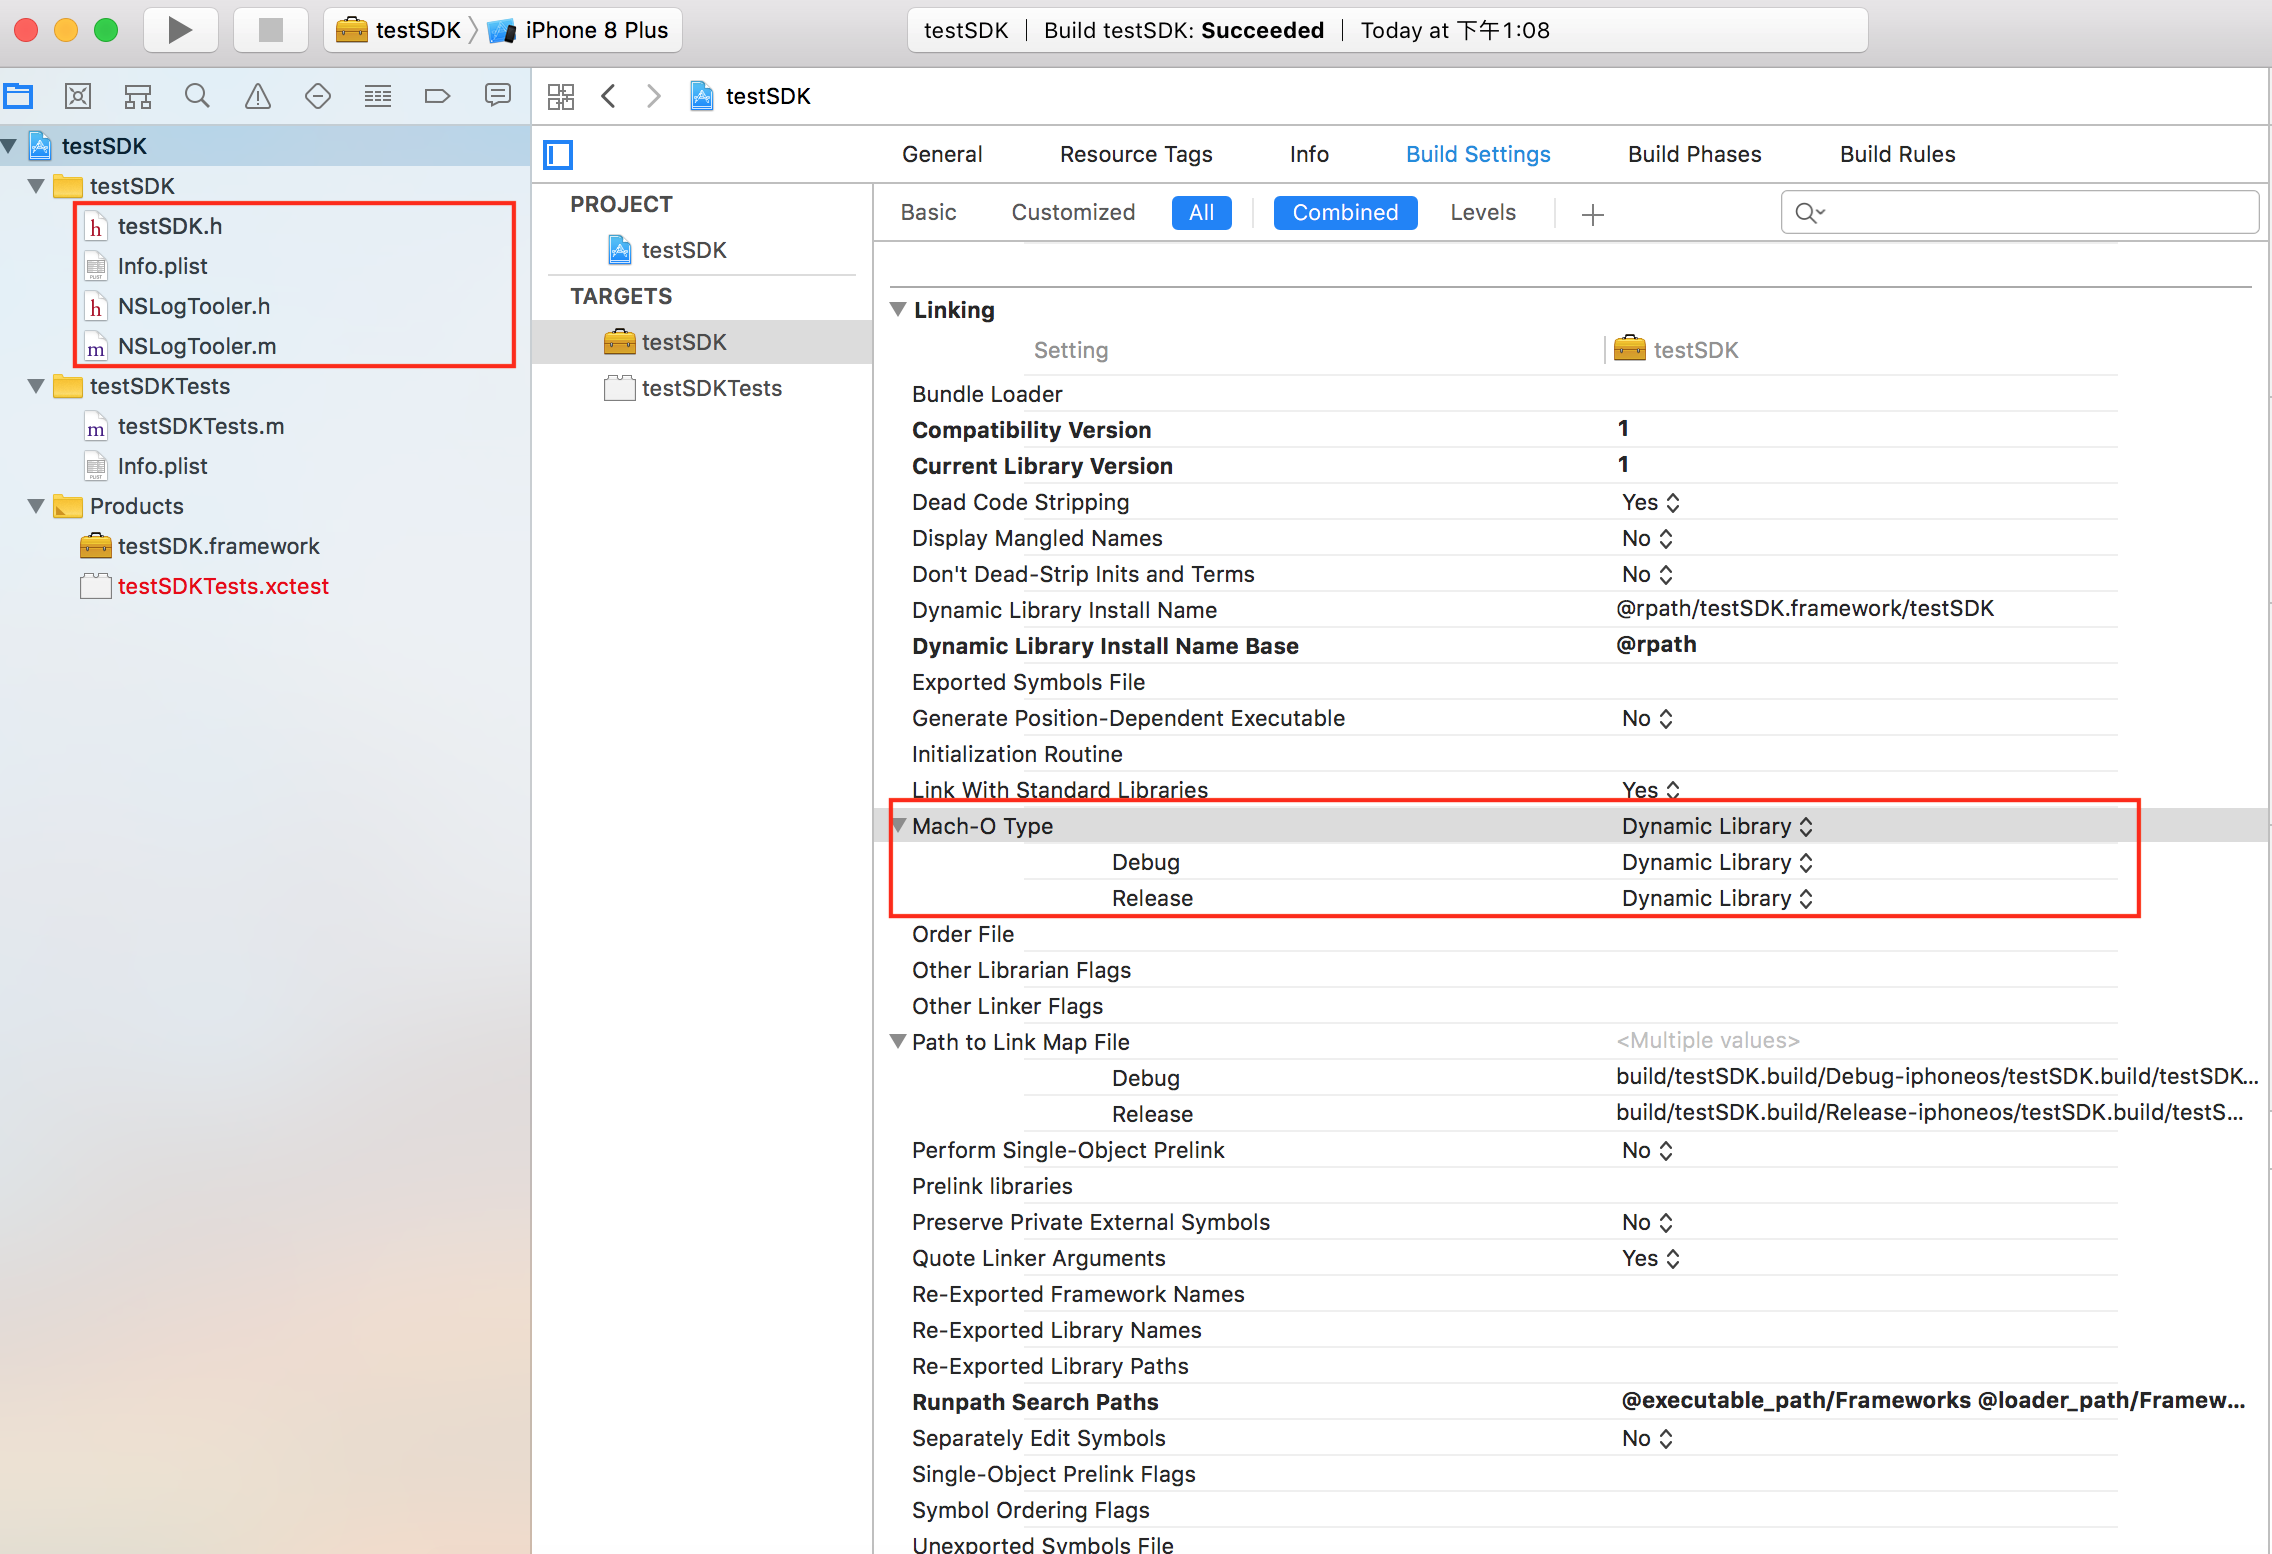 testSDK
iPhone 8 Plus
testSDK
Build testSDK: Succeeded
Today at 下午1:08
testSDK
testSDK
testSDK
testSDK.h
Info.plist
NSLogTooler.h
NSLogTooler.m
testSDKTests
testSDKTests.m
Info.plist
Products
testSDK.framework
testSDKTests.xctest
General
Resource Tags
Info
Build Settings
Build Phases
Build Rules
PROJECT
testSDK
TARGETS
testSDK
testSDKTests
Basic
Customized
All
Combined
Levels
Linking
Setting
testSDK
Bundle Loader
Compatibility Version 1
Current Library Version 1
Dead Code Stripping Yes
Display Mangled Names No
Don't Dead-Strip Inits and Terms No
Dynamic Library Install Name @rpath/testSDK.framework/testSDK
Dynamic Library Install Name Base @rpath
Exported Symbols File
Generate Position-Dependent Executable No
Initialization Routine
Link With Standard Libraries Yes
Mach-O Type Dynamic Library
Debug Dynamic Library
Release Dynamic Library
Order File
Other Librarian Flags
Other Linker Flags
Path to Link Map File <Multiple values>
Debug build/testSDK.build/Debug-iphoneos/testSDK.build/testSDK...
Release build/testSDK.build/Release-iphoneos/testSDK.build/testS...
Perform Single-Object Prelink No
Prelink libraries
Preserve Private External Symbols No
Quote Linker Arguments Yes
Re-Exported Framework Names
Re-Exported Library Names
Re-Exported Library Paths
Runpath Search Paths @executable_path/Frameworks @loader_path/Framew...
Separately Edit Symbols No
Single-Object Prelink Flags
Symbol Ordering Flags
Unexported Symbols File